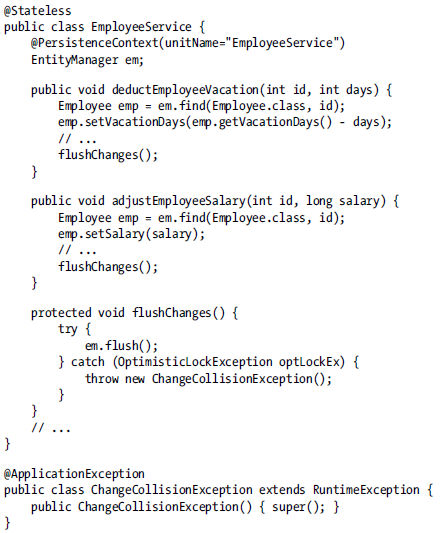 @Stateless
public class EmployeeService {
    @PersistenceContext(unitName="EmployeeService")
    EntityManager em;

    public void deductEmployeeVacation(int id, int days) {
        Employee emp = em.find(Employee.class, id);
        emp.setVacationDays(emp.getVacationDays() - days);
        // ...
        flushChanges();
    }

    public void adjustEmployeeSalary(int id, long salary) {
        Employee emp = em.find(Employee.class, id);
        emp.setSalary(salary);
        // ...
        flushChanges();
    }

    protected void flushChanges() {
        try {
            em.flush();
        } catch (OptimisticLockException optLockEx) {
            throw new ChangeCollisionException();
        }
    }
    // ...
}

@ApplicationException
public class ChangeCollisionException extends RuntimeException {
    public ChangeCollisionException() { super(); }
}